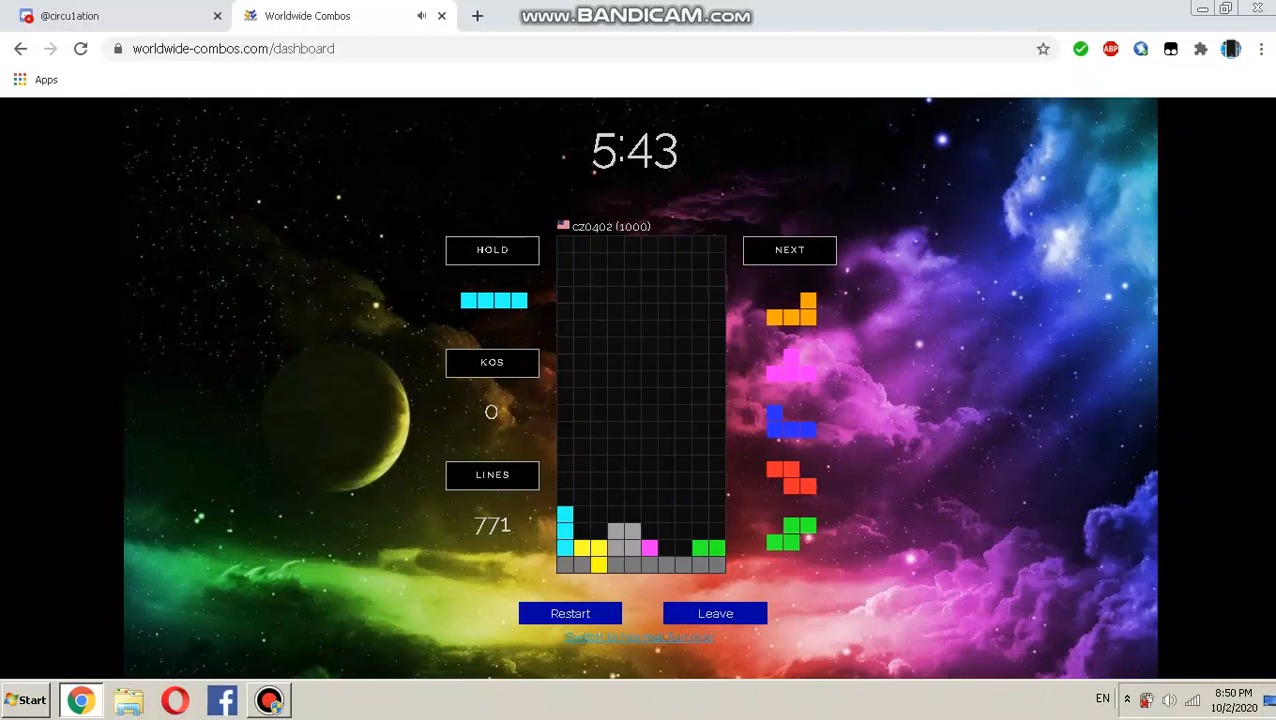 @circu1ation
Worldwide Combos
www.BANDICAM.com
worldwide-combos.com/dashboard
ABP
Apps
5:43
cz0402 (1000)
HOLD
NEXT
KOS
0
LINES
771
Restart
Leave
Start
EN
8:50 PM
10/2/2020